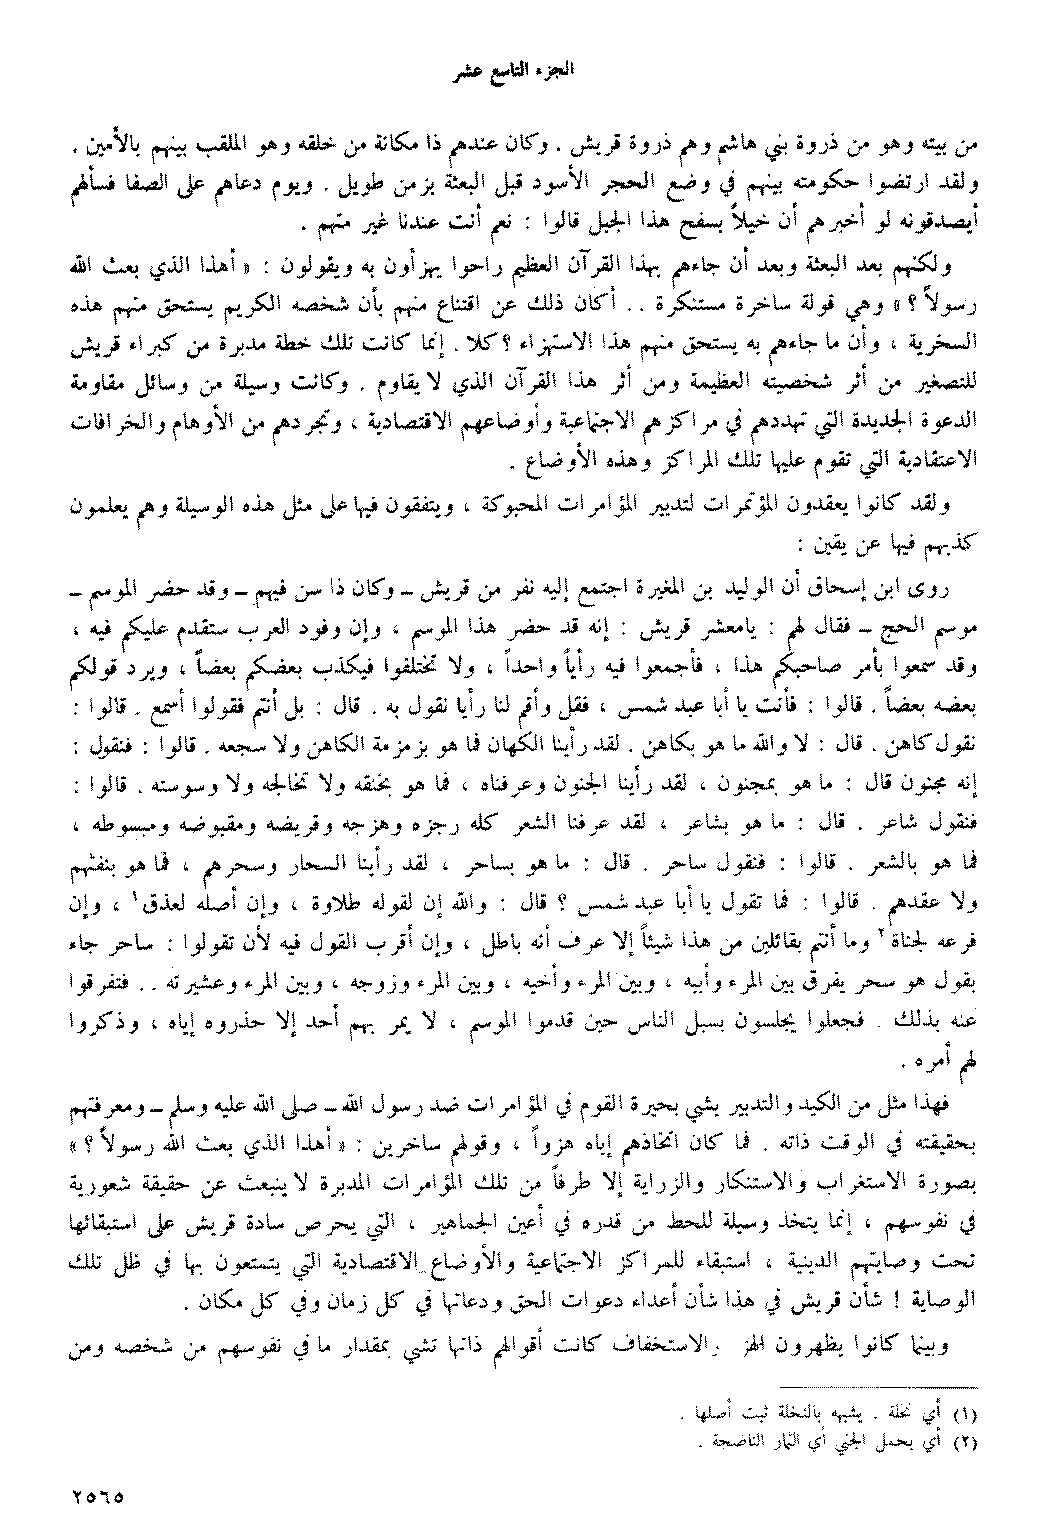 الجزء التاسع عشر
من بيته وهو من ذروة بني هاشم وهم ذروة قريش . وكان عندهم ذا مكانة من خلقه وهو الملقب بينهم بالأمين .
ولقد ارتضوا حكومته بينهم في وضع الحجر الأسود قبل البعثة بزمن طويل . ويوم دعاهم على الصفا فسألهم
أيصدقونه لو أخبرهم أن خيلاً بسفح هذا الجبل قالوا : نعم أنت عندنا غير متهم .
ولكنهم بعد البعثة وبعد أن جاءهم بهذا القرآن العظيم راحوا يهزأون به ويقولون : « أهذا الذي بعث الله
رسولاً ؟ » وهي قولة ساخرة مستنكرة .. أكان ذلك عن اقتناع منهم بأن شخصه الكريم يستحق منهم هذه
السخرية ، وأن ما جاءهم به يستحق منهم هذا الاستهزاء ؟ كلا . إنما كانت تلك خطة مدبرة من كبراء قريش
للتصغير من أثر شخصيته العظيمة ومن أثر هذا القرآن الذي لا يقاوم . وكانت وسيلة من وسائل مقاومة
الدعوة الجديدة التي تهددهم في مراكزهم الاجتماعية وأوضاعهم الاقتصادية ، وتجردهم من الأوهام والخرافات
الاعتقادية التي تقوم عليها تلك المراكز وهذه الأوضاع .
ولقد كانوا يعقدون المؤتمرات لتدبير المؤامرات المحبوكة ، ويتفقون فيها على مثل هذه الوسيلة وهم يعلمون
كذبهم فيها عن يقين :
روى ابن إسحاق أن الوليد بن المغيرة اجتمع إليه نفر من قريش – وكان ذا سن فيهم – وقد حضر الموسم –
موسم الحج – فقال لهم : يامعشر قريش : إنه قد حضر هذا الموسم ، وإن وفود العرب ستقدم عليكم فيه ،
وقد سمعوا بأمر صاحبكم هذا ، فأجمعوا فيه رأياً واحداً ، ولا تختلفوا فيكذب بعضكم بعضاً ، ويرد قولكم
بعضه بعضاً . قالوا : فأنت يا أبا عبد شمس ، فقل وأقم لنا رأيا نقول به . قال : بل أنتم فقولوا أسمع . قالوا :
نقول كاهن . قال : لا والله ما هو بكاهن . لقد رأينا الكهان فما هو بزمزمة الكاهن ولا سجعه . قالوا : فنقول :
إنه مجنون قال : ما هو بمجنون ، لقد رأينا الجنون وعرفناه ، فما هو بخنقه ولا تخالجه ولا وسوسته . قالوا :
فنقول شاعر . قال : ما هو بشاعر ، لقد عرفنا الشعر كله رجزه وهزجه وقريضه ومقبوضه ومبسوطه ،
فما هو بالشعر . قالوا : فنقول ساحر . قال : ما هو بساحر ، لقد رأينا السحار وسحرهم ، فما هو بنفثهم
ولا عقدهم . قالوا : فما تقول يا أبا عبد شمس ؟ قال : والله إن لقوله طلاوة ، وإن أصله لعذق١ ، وإن
فرعه لجناة٢ وما أنتم بقائلين من هذا شيئاً إلا عرف أنه باطل ، وإن أقرب القول فيه لأن تقولوا : ساحر جاء
بقول هو سحر يفرق بين المرء وأبيه ، وبين المرء وأخيه ، وبين المرء وزوجه ، وبين المرء وعشيرته .. فتفرقوا
عنه بذلك . فجعلوا يجلسون بسبل الناس حين قدموا الموسم ، لا يمر بهم أحد إلا حذروه إياه ، وذكروا
لهم أمره .
فهذا مثل من الكيد والتدبير يشي بحيرة القوم في المؤامرات ضد رسول الله – صلى الله عليه وسلم – ومعرفتهم
بحقيقته في الوقت ذاته . فما كان اتخاذهم إياه هزواً ، وقولهم ساخرين : « أهذا الذي بعث الله رسولاً ؟ »
بصورة الاستغراب والاستنكار والزراية إلا طرفاً من تلك المؤامرات المدبرة لا ينبعث عن حقيقة شعورية
في نفوسهم ، إنما يتخذ وسيلة للحط من قدره في أعين الجماهير ، التي يحرص سادة قريش على استبقائها
تحت وصايتهم الدينية ، استبقاء للمراكز الاجتماعية والأوضاع الاقتصادية التي يتمتعون بها في ظل تلك
الوصاية ! شأن قريش في هذا شأن أعداء دعوات الحق ودعاتها في كل زمان وفي كل مكان .
وبينما كانوا يظهرون الهزء والاستخفاف كانت أقوالهم ذاتها تشي بمقدار ما في نفوسهم من شخصه ومن
(١) أي نخلة . يشبهه بالنخلة ثبت أصلها .
(٢) أي يحمل الجني أي الثمار الناضجة .
٢٥٦٥